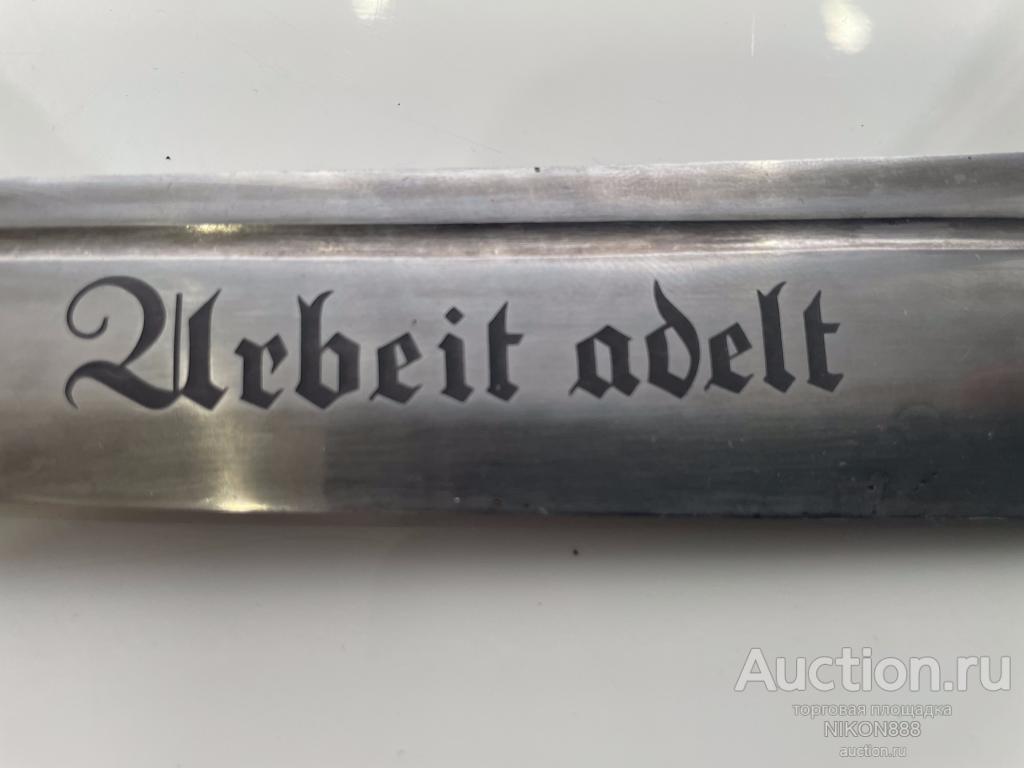 Arbeit adelt
Auction.ru
торговая площадка
NIKON888
auction.ru